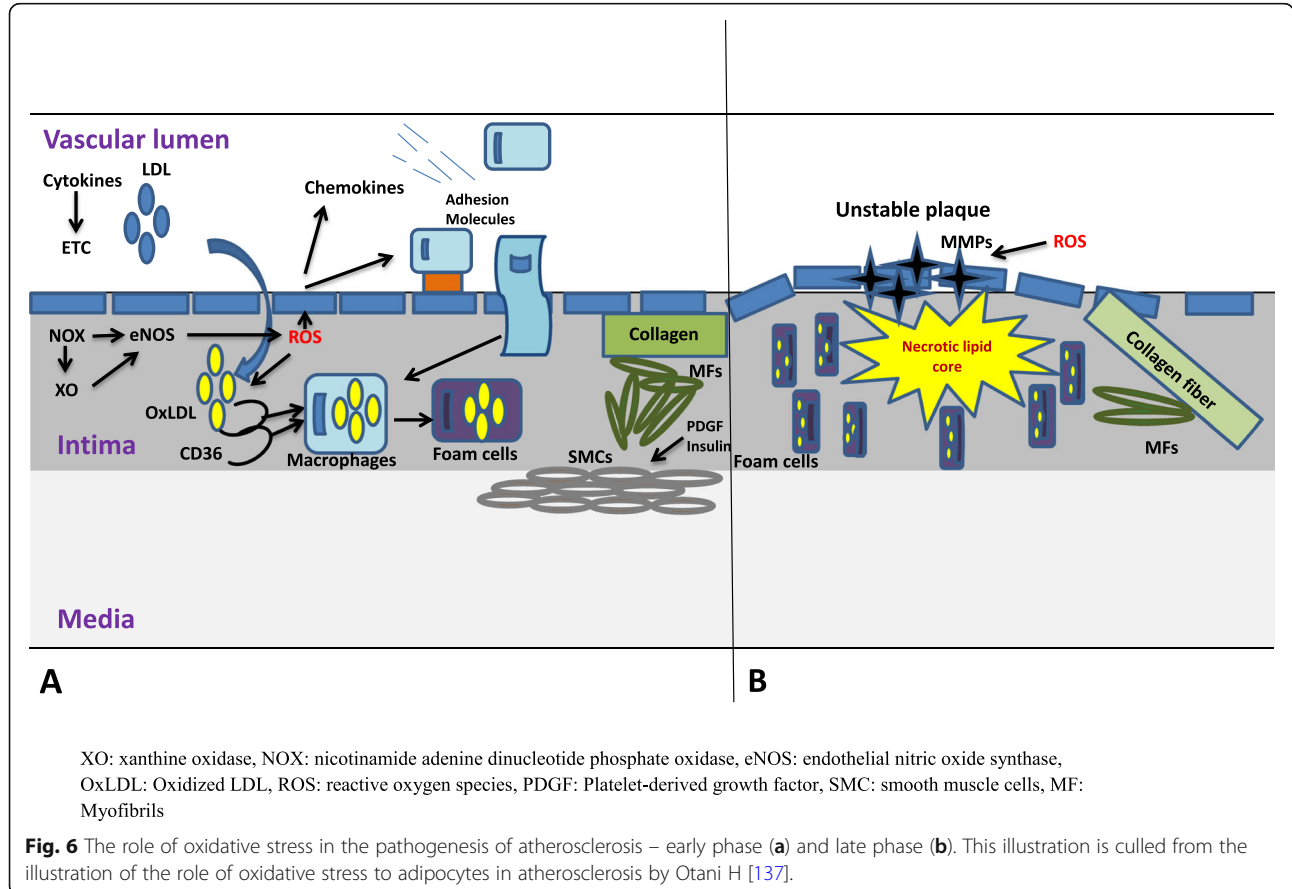 Vascular lumen
Cytokines
LDL
ETC
Chemokines
Adhesion
Molecules
NOX
eNOS
ROS
XO
OxLDL
CD36
Intima
Macrophages
Foam cells
Collagen
MFs
PDGF
Insulin
SMCs
Media
A
Unstable plaque
MMPs
ROS
Necrotic lipid
core
Collagen fiber
MFs
Foam cells
B
XO: xanthine oxidase, NOX: nicotinamide adenine dinucleotide phosphate oxidase, eNOS: endothelial nitric oxide synthase,
OxLDL: Oxidized LDL, ROS: reactive oxygen species, PDGF: Platelet-derived growth factor, SMC: smooth muscle cells, MF:
Myofibrils
Fig. 6 The role of oxidative stress in the pathogenesis of atherosclerosis – early phase (a) and late phase (b). This illustration is culled from the
illustration of the role of oxidative stress to adipocytes in atherosclerosis by Otani H [137].